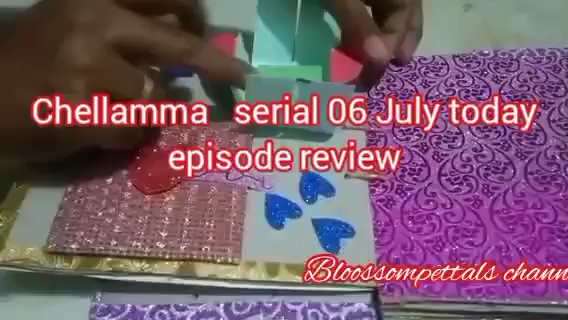 Chellamma serial 06 July today
episode review
Bloossompettals chann